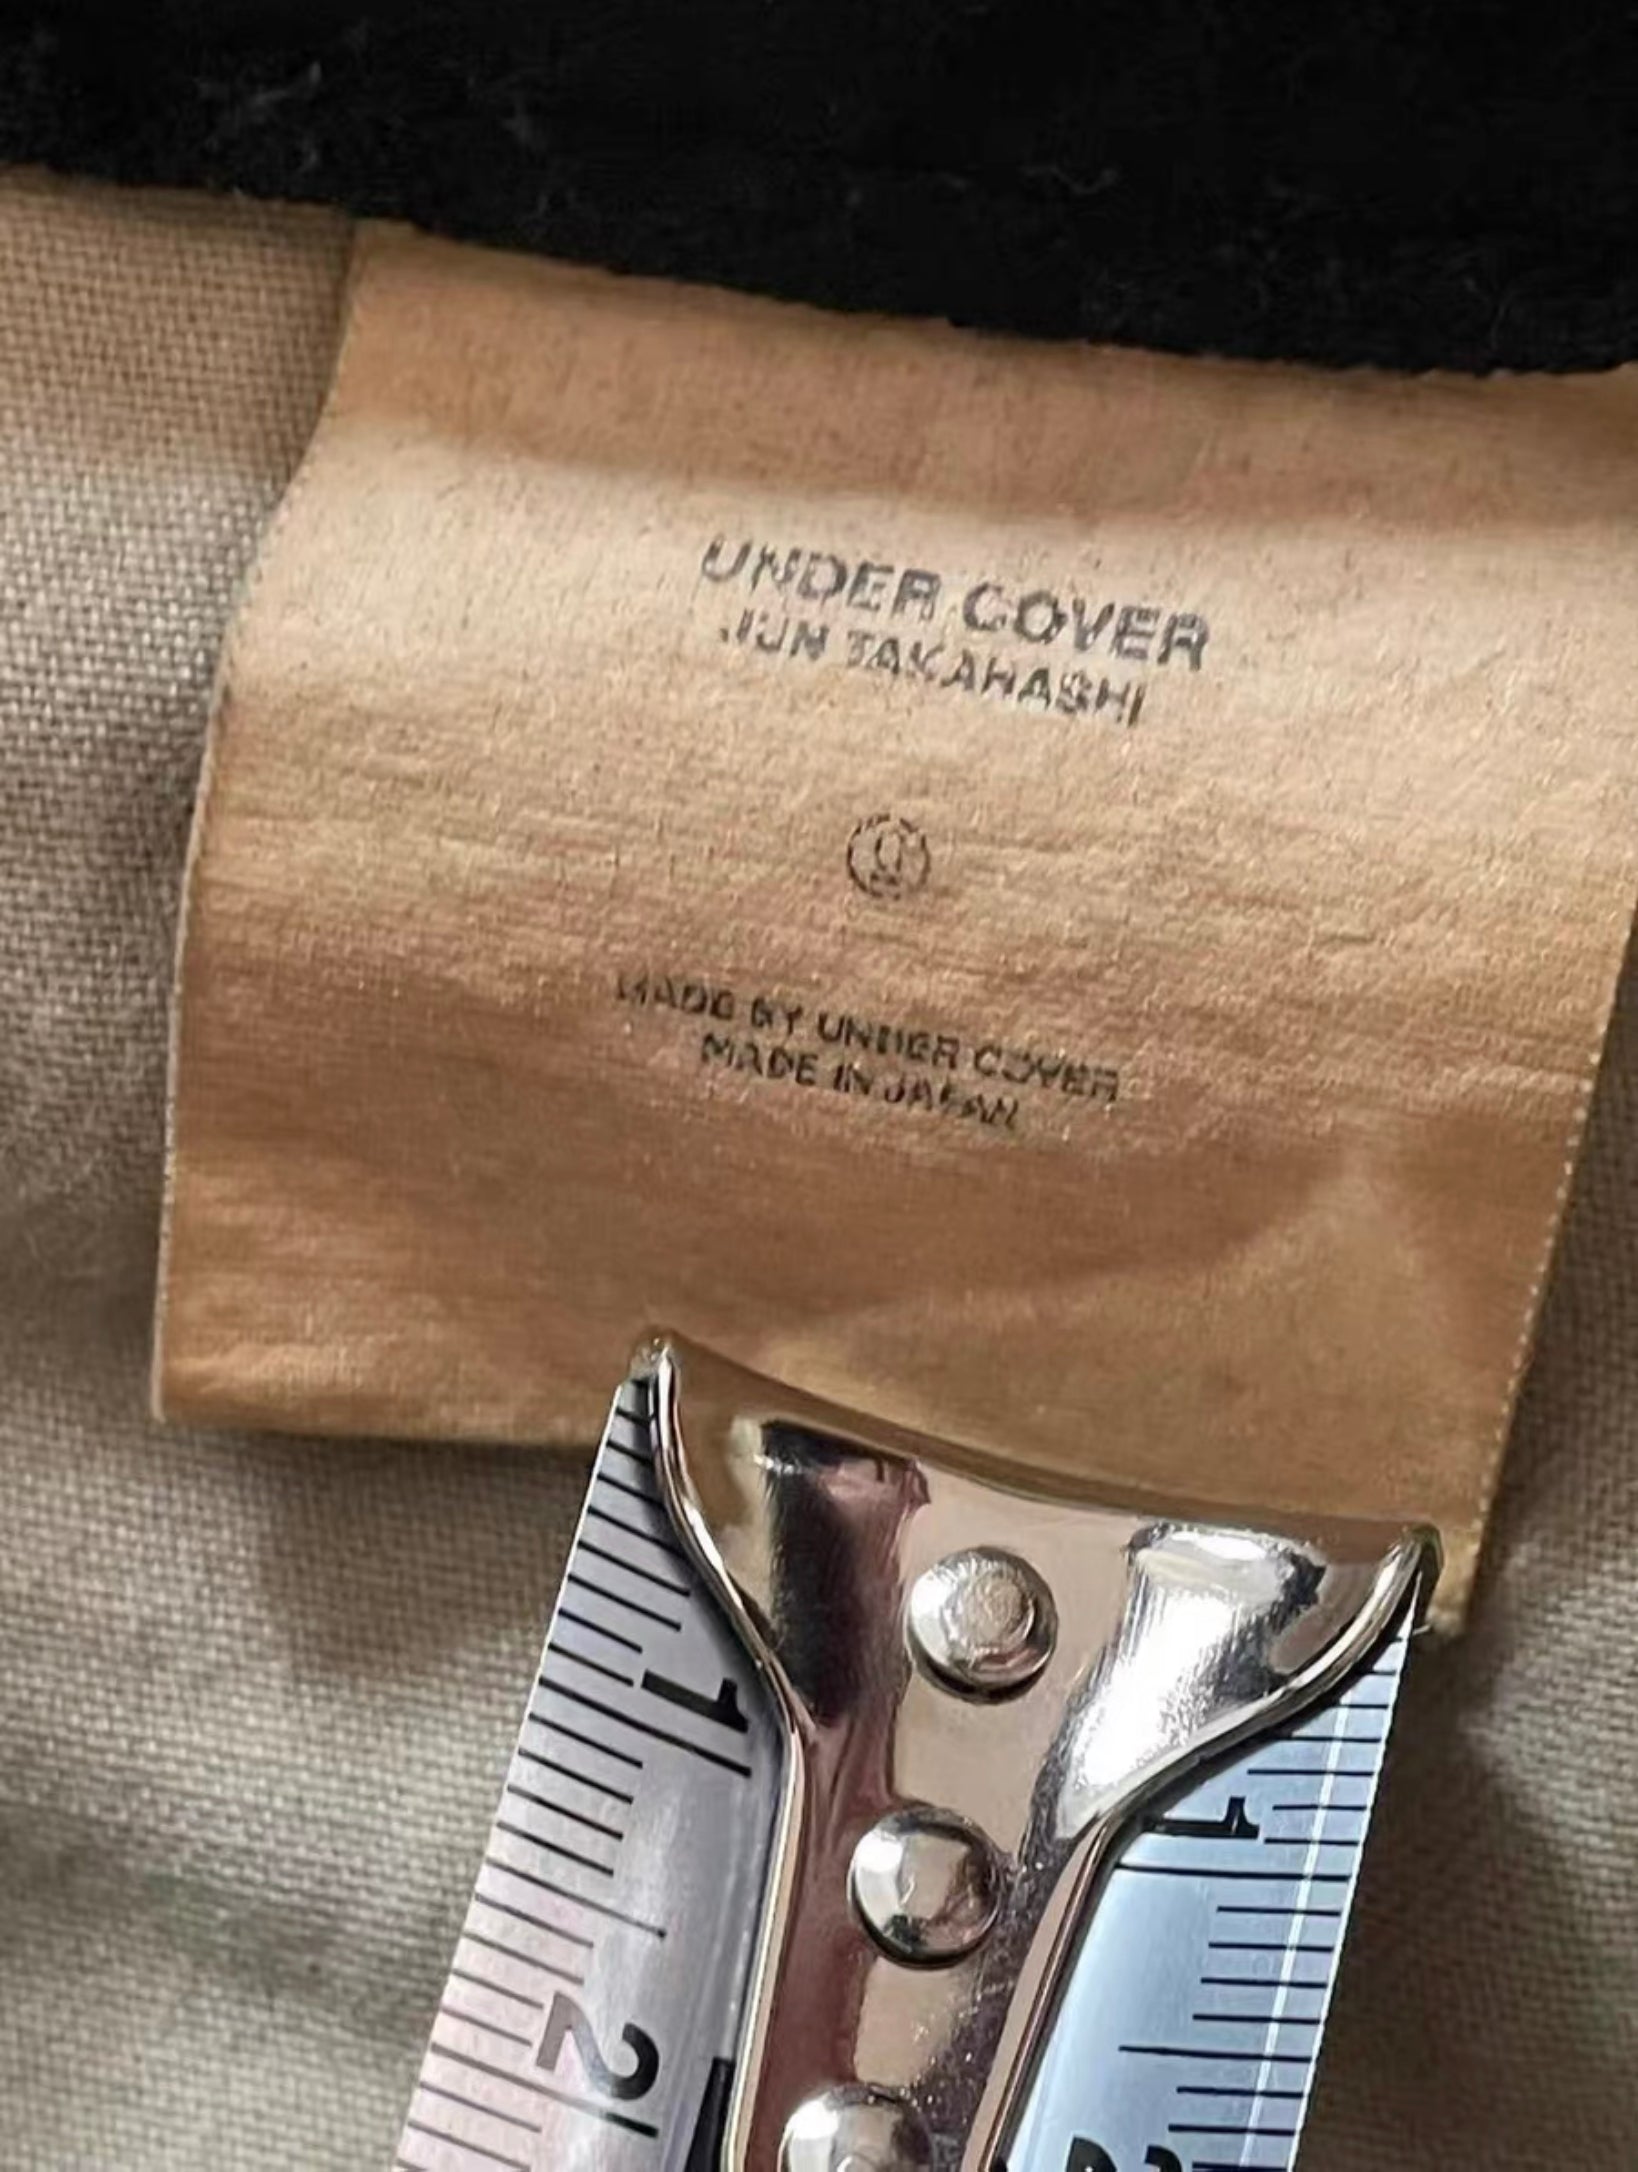 UNDER COVER
JUN TAKAHASHI
MADE BY UNDER COVER
MADE IN JAPAN
1
1
2